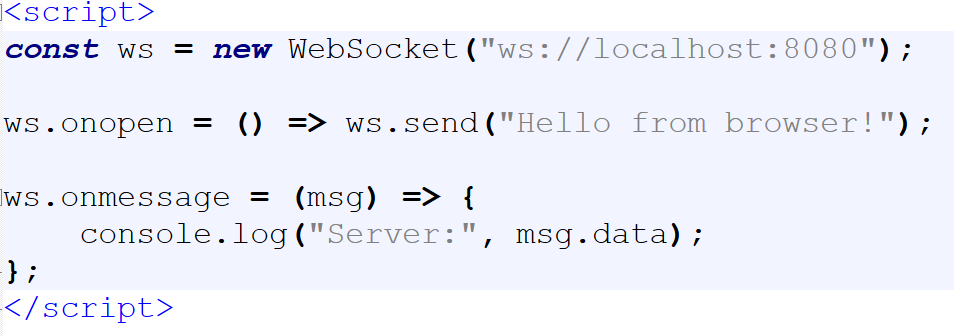 <script>
const ws = new WebSocket("ws://localhost:8080");
ws.onopen = () => ws.send("Hello from browser!");
ws.onmessage = (msg) => {
    console.log("Server:", msg.data);
};
</script>